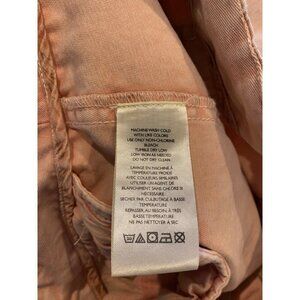 MACHINE WASH COLD
WITH LIKE COLORS
USE ONLY NON-CHLORINE
BLEACH
TUMBLE DRY LOW
LOW IRON AS NEEDED
DO NOT DRY CLEAN
LAVAGE EN MACHINE À
TEMPÉRATURE FROIDE
AVEC COULEURS SIMILAIRES
UTILISER UN AGENT DE
BLANCHIMENT SANS CHLORE SI
NÉCESSAIRE
SÉCHER PAR CULBUTAGE À BASSE
TEMPÉRATURE
REPASSER, AU BESOIN À TRÈS
BASSE TEMPÉRATURE
NE PAS NETTOYER À SEC